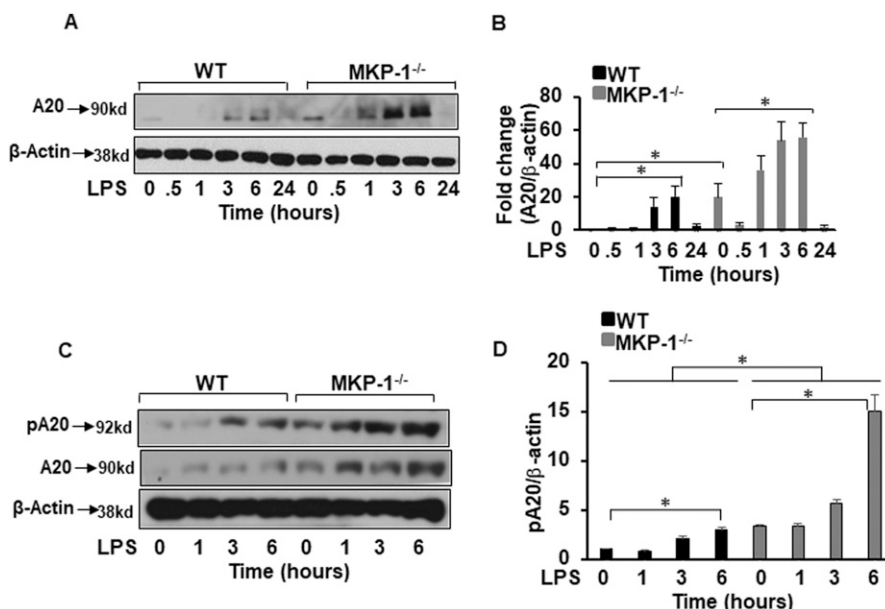 A
WT MKP-1-/-
A20 90kd
β-Actin 38kd
LPS 0 .5 1 3 6 24 0 .5 1 3 6 24
Time (hours)
B
WT
MKP-1-/-
Fold change
(A20/β-actin)
80
60
40
20
0
* * *
LPS 0 .5 1 3 6 24 0 .5 1 3 6 24
Time (hours)
C
WT MKP-1-/-
pA20 92kd
A20 90kd
β-Actin 38kd
LPS 0 1 3 6 0 1 3 6
Time (hours)
D
WT
MKP-1-/-
pA20/β-actin
20
15
10
5
0
* * *
LPS 0 1 3 6 0 1 3 6
Time (hours)